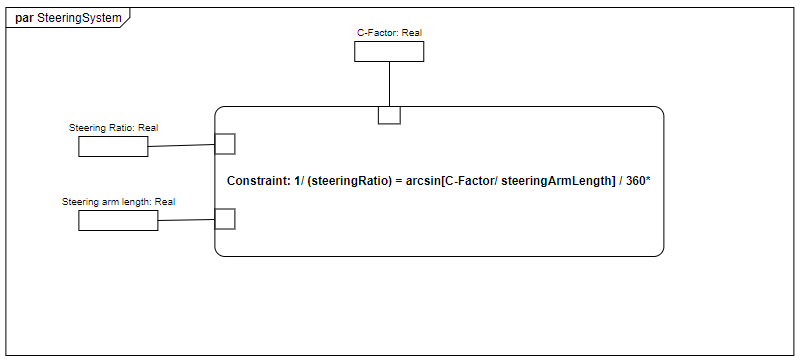 par SteeringSystem
C-Factor: Real
Steering Ratio: Real
Constraint: 1/ (steeringRatio) = arcsin[C-Factor/ steeringArmLength] / 360*
Steering arm length: Real